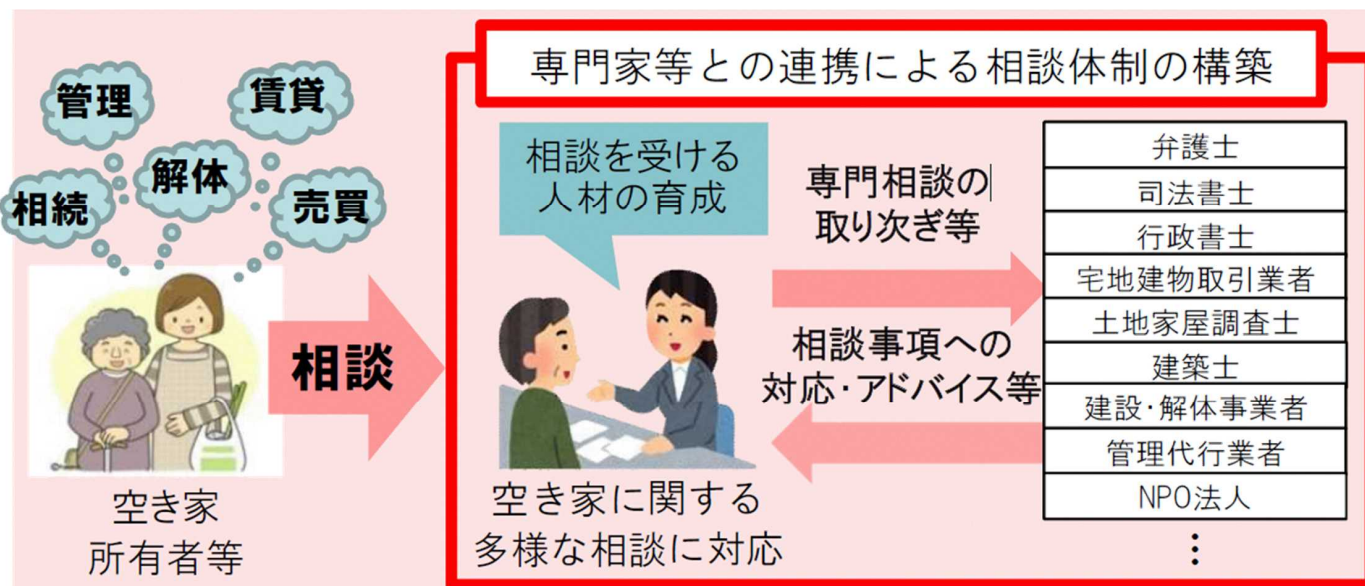 専門家等との連携による相談体制の構築
管理
賃貸
解体
相続
売買
相談
空き家
所有者等
相談を受ける
人材の育成
空き家に関する
多様な相談に対応
専門相談の
取り次ぎ等
相談事項への
対応・アドバイス等
弁護士
司法書士
行政書士
宅地建物取引業者
土地家屋調査士
建築士
建設・解体事業者
管理代行業者
NPO法人
⋮